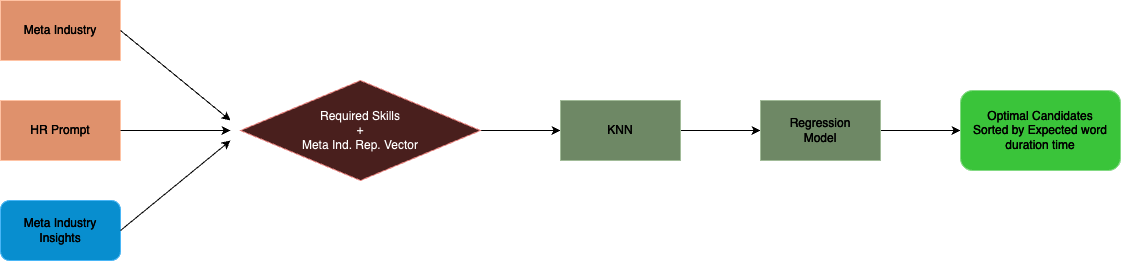 Meta Industry
HR Prompt
Meta Industry
Insights
Required Skills
+
Meta Ind. Rep. Vector
KNN
Regression
Model
Optimal Candidates
Sorted by Expected word
duration time